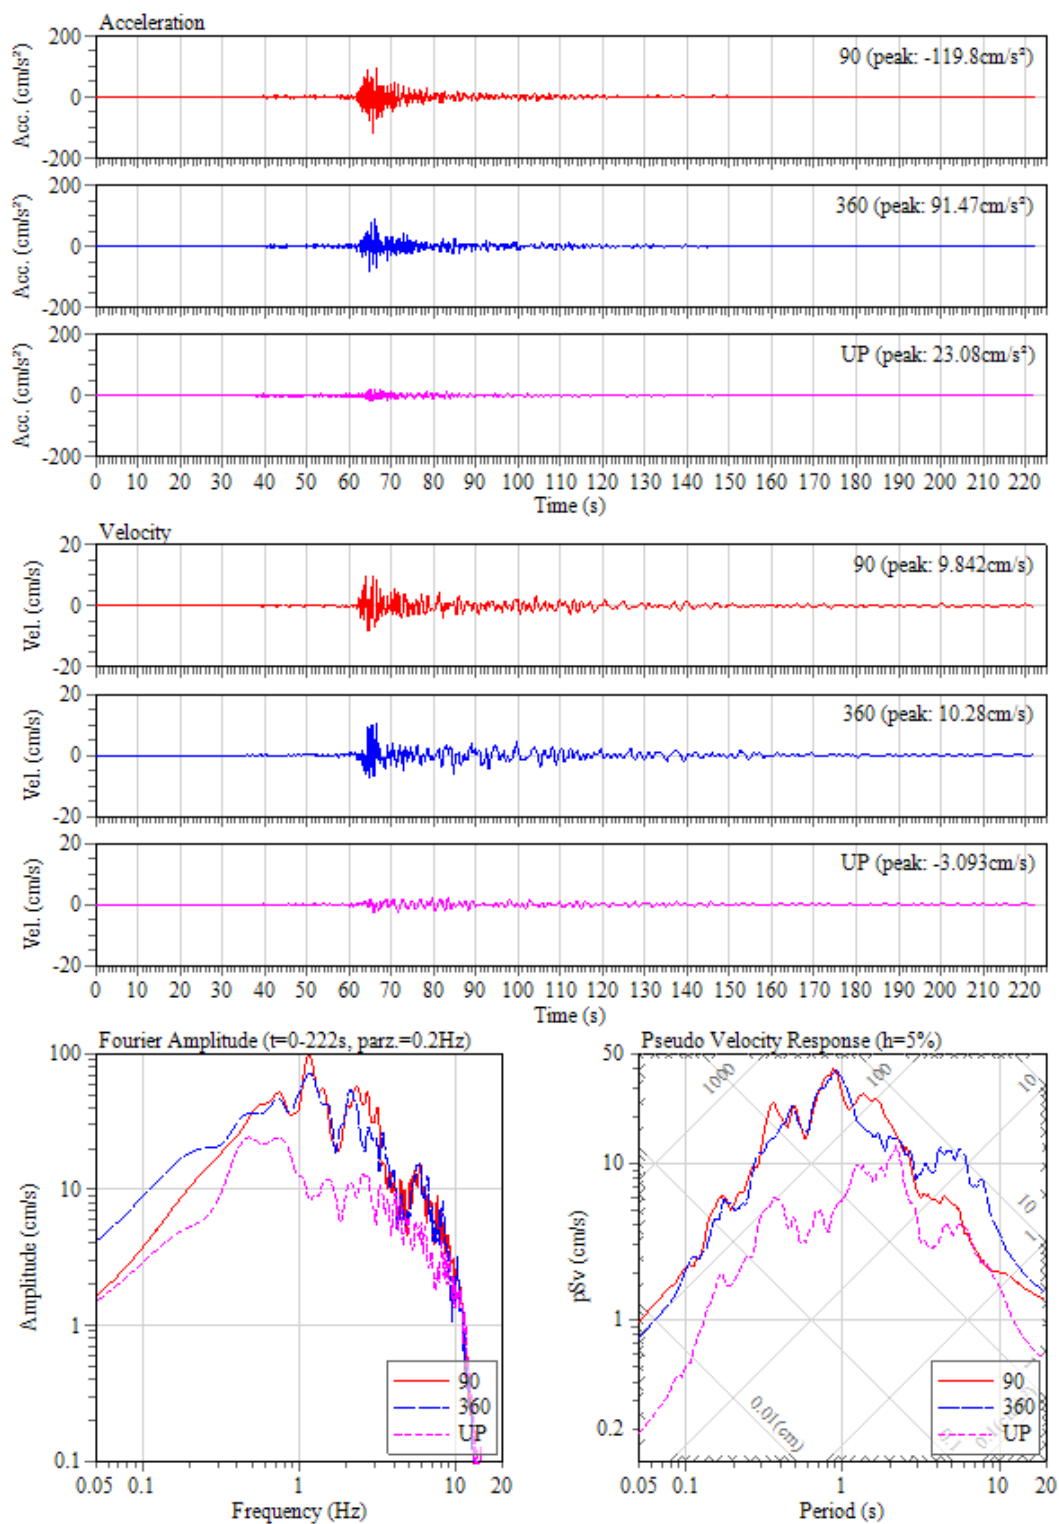 Acceleration
200
0
-200
Acc. (cm/s²)
90 (peak: -119.8cm/s²)
200
0
-200
Acc. (cm/s²)
360 (peak: 91.47cm/s²)
200
0
-200
Acc. (cm/s²)
UP (peak: 23.08cm/s²)
0 10 20 30 40 50 60 70 80 90 100 110 120 130 140 150 160 170 180 190 200 210 220
Time (s)
Velocity
20
0
-20
Vel. (cm/s)
90 (peak: 9.842cm/s)
20
0
-20
Vel. (cm/s)
360 (peak: 10.28cm/s)
20
0
-20
Vel. (cm/s)
UP (peak: -3.093cm/s)
0 10 20 30 40 50 60 70 80 90 100 110 120 130 140 150 160 170 180 190 200 210 220
Time (s)
Fourier Amplitude (t=0-222s, parz.=0.2Hz)
100
10
1
0.1
Amplitude (cm/s)
90
360
UP
0.05 0.1 1 10 20
Frequency (Hz)
Pseudo Velocity Response (h=5%)
50
10
1
0.2
pSv (cm/s)
1000
100
10
10
1
1
0.1
0.01(cm)
90
360
UP
0.05 0.1 1 10 20
Period (s)